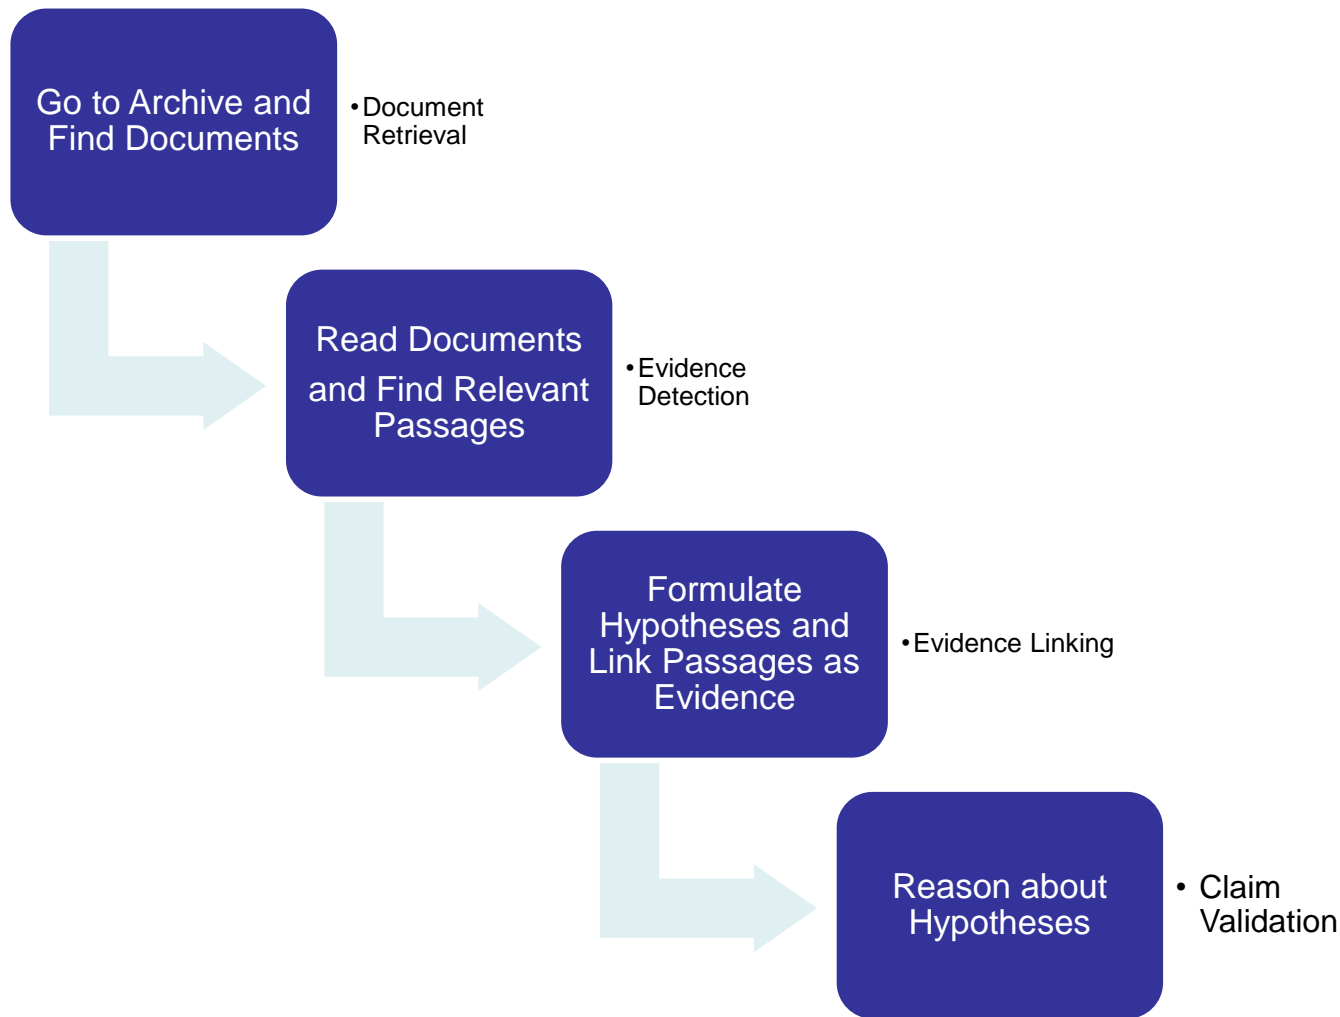 Go to Archive and
Find Documents
•Document
Retrieval
Read Documents
and Find Relevant
Passages
•Evidence
Detection
Formulate
Hypotheses and
Link Passages as
Evidence
•Evidence Linking
Reason about
Hypotheses
• Claim
Validation